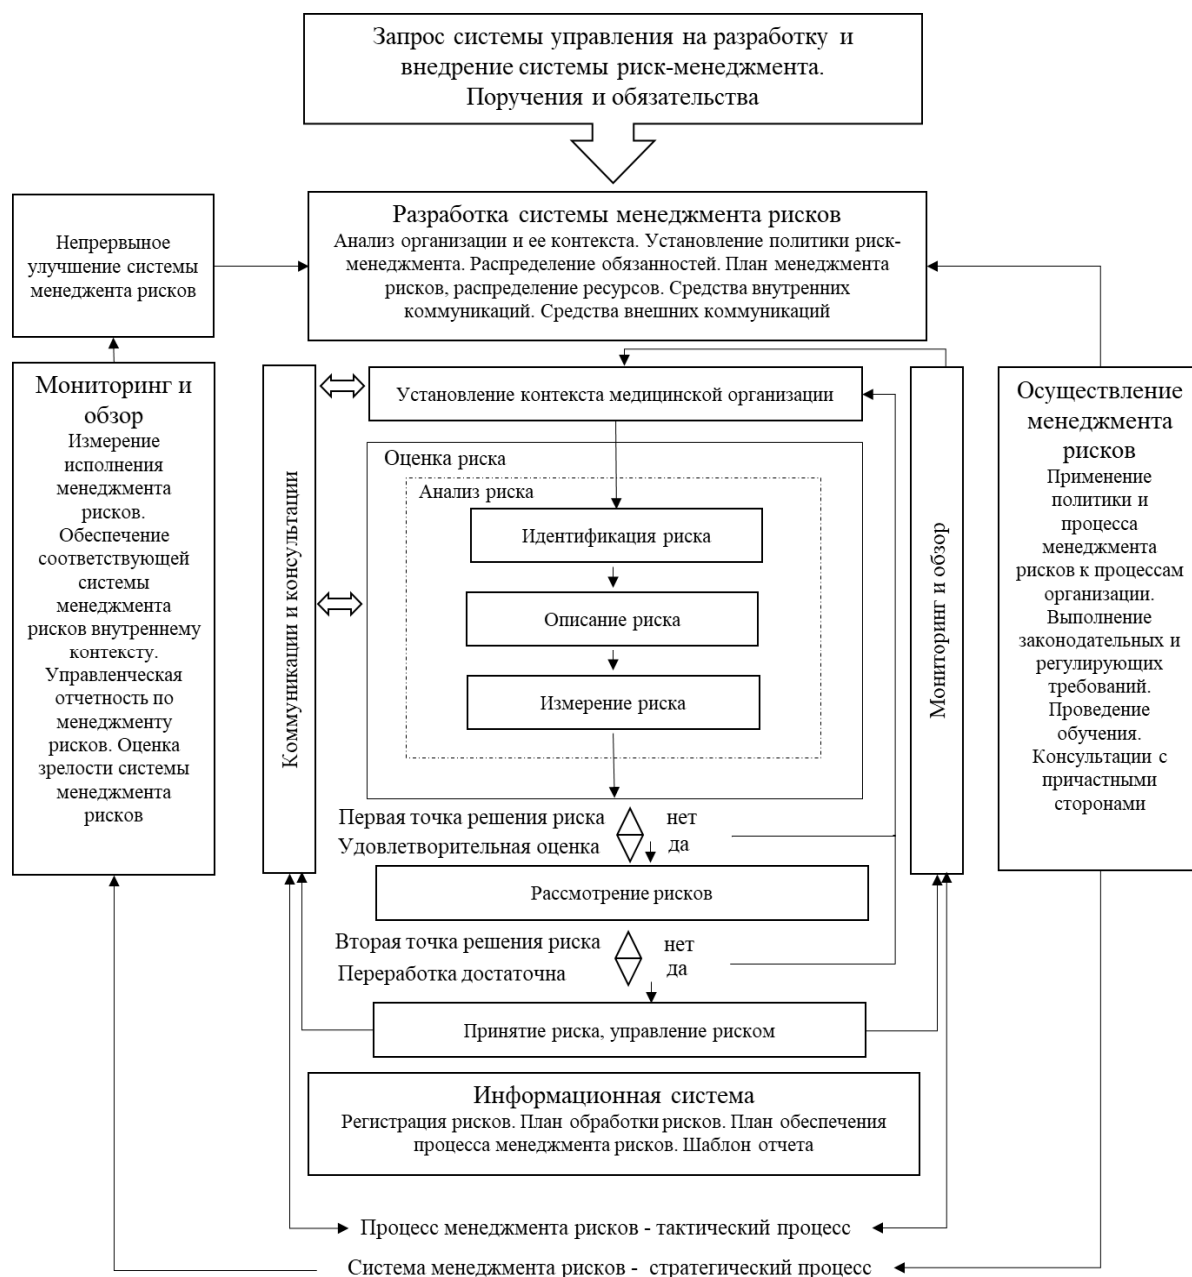 Запрос системы управления на разработку и
внедрение системы риск-менеджмента.
Поручения и обязательства
Непрервыное
улучшение системы
менеджента рисков
Разработка системы менеджмента рисков
Анализ организации и ее контекста. Установление политики риск-
менеджмента. Распределение обязанностей. План менеджмента
рисков, распределение ресурсов. Средства внутренних
коммуникаций. Средства внешних коммуникаций
Мониторинг и
обзор
Измерение
исполнения
менеджмента
рисков.
Обеспечение
соответствующей
системы
менеджмента
рисков внутреннему
контексту.
Управленческая
отчетность по
менеджменту
рисков. Оценка
зрелости системы
менеджмента
рисков
Коммуникации и консультации
Установление контекста медицинской организации
Оценка риска
Анализ риска
Идентификация риска
Описание риска
Измерение риска
Первая точка решения риска
нет
Удовлетворительная оценка
да
Рассмотрение рисков
Вторая точка решения риска
нет
Переработка достаточна
да
Принятие риска, управление риском
Мониторинг и обзор
Осуществление
менеджмента
рисков
Применение
политики и
процесса
менеджмента
рисков к процессам
организации.
Выполнение
законодательных и
регулирующих
требований.
Проведение
обучения.
Консультации с
причастными
сторонами
Информационная система
Регистрация рисков. План обработки рисков. План обеспечения
процесса менеджмента рисков. Шаблон отчета
Процесс менеджмента рисков - тактический процесс
Система менеджмента рисков - стратегический процесс